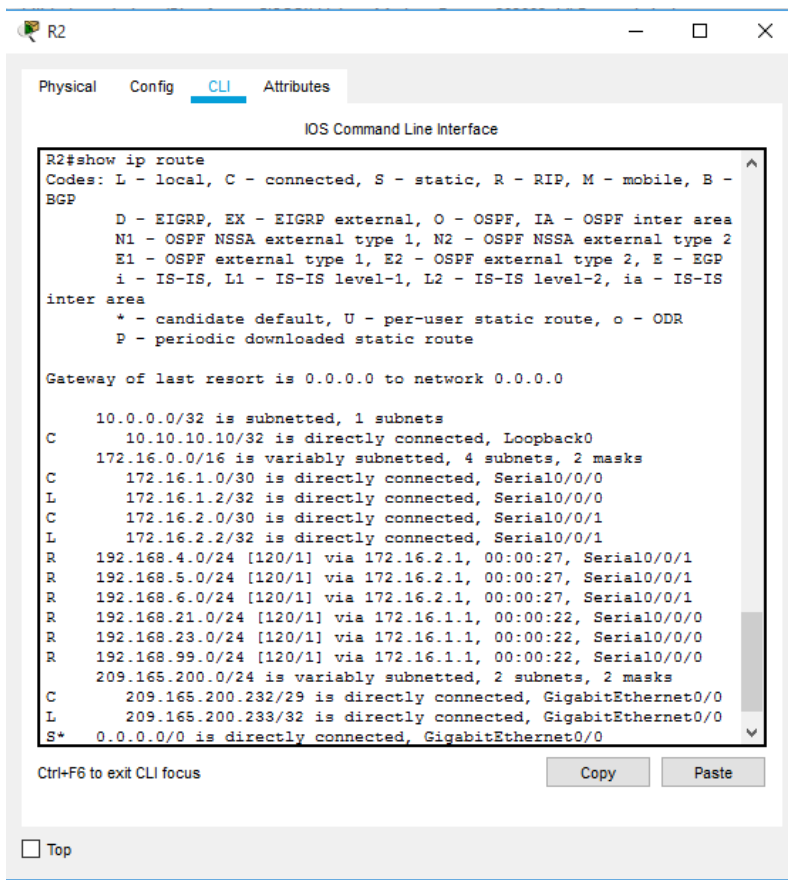 R2
Physical Config CLI Attributes
IOS Command Line Interface
R2#show ip route
Codes: L - local, C - connected, S - static, R - RIP, M - mobile, B -
BGP
D - EIGRP, EX - EIGRP external, O - OSPF, IA - OSPF inter area
N1 - OSPF NSSA external type 1, N2 - OSPF NSSA external type 2
E1 - OSPF external type 1, E2 - OSPF external type 2, E - EGP
i - IS-IS, L1 - IS-IS level-1, L2 - IS-IS level-2, ia - IS-IS
inter area
* - candidate default, U - per-user static route, o - ODR
P - periodic downloaded static route
Gateway of last resort is 0.0.0.0 to network 0.0.0.0
10.0.0.0/32 is subnetted, 1 subnets
C 10.10.10.10/32 is directly connected, Loopback0
172.16.0.0/16 is variably subnetted, 4 subnets, 2 masks
C 172.16.1.0/30 is directly connected, Serial0/0/0
L 172.16.1.2/32 is directly connected, Serial0/0/0
C 172.16.2.0/30 is directly connected, Serial0/0/1
L 172.16.2.2/32 is directly connected, Serial0/0/1
R 192.168.4.0/24 [120/1] via 172.16.2.1, 00:00:27, Serial0/0/1
R 192.168.5.0/24 [120/1] via 172.16.2.1, 00:00:27, Serial0/0/1
R 192.168.6.0/24 [120/1] via 172.16.2.1, 00:00:27, Serial0/0/1
R 192.168.21.0/24 [120/1] via 172.16.1.1, 00:00:22, Serial0/0/0
R 192.168.23.0/24 [120/1] via 172.16.1.1, 00:00:22, Serial0/0/0
R 192.168.99.0/24 [120/1] via 172.16.1.1, 00:00:22, Serial0/0/0
209.165.200.0/24 is variably subnetted, 2 subnets, 2 masks
C 209.165.200.232/29 is directly connected, GigabitEthernet0/0
L 209.165.200.233/32 is directly connected, GigabitEthernet0/0
S* 0.0.0.0/0 is directly connected, GigabitEthernet0/0
Ctrl+F6 to exit CLI focus
Copy Paste
Top